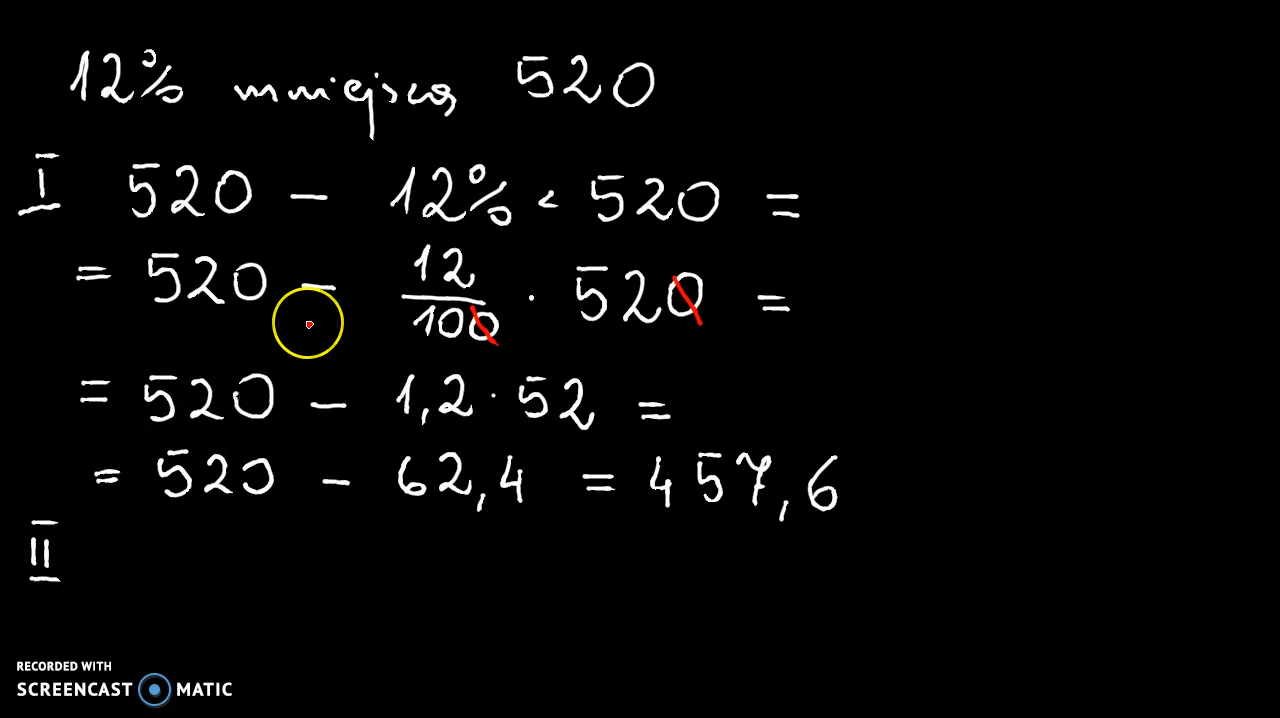 12% mniejsza 520
I 520 - 12% · 520 =
= 520 - 12/100 · 520 =
= 520 - 1,2 · 52 =
= 520 - 62,4 = 457,6
II
RECORDED WITH
SCREENCAST MATIC